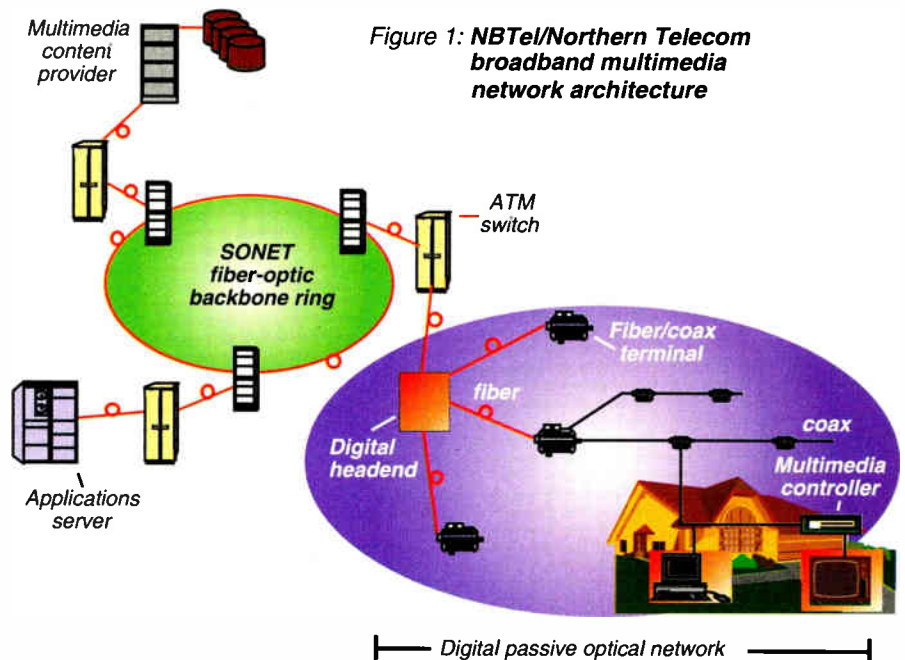 Multimedia
content
provider
Figure 1: NBTel/Northern Telecom
broadband multimedia
network architecture
ATM
switch
SONET
fiber-optic
backbone ring
Fiber/coax
terminal
fiber
coax
Digital
headend
Multimedia
controller
Applications
server
Digital passive optical network